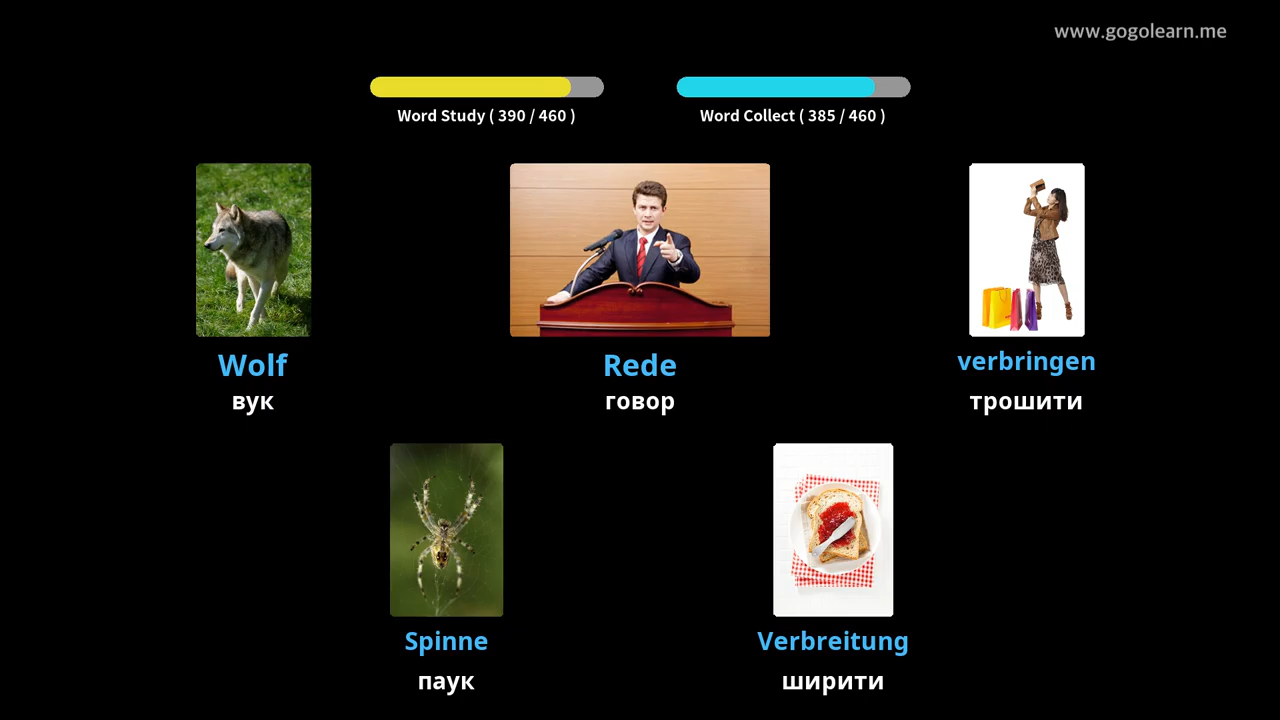 www.gogolearn.me
Word Study ( 390 / 460 )
Word Collect ( 385 / 460 )
Wolf
вук
Rede
говор
verbringen
трошити
Spinne
паук
Verbreitung
ширити